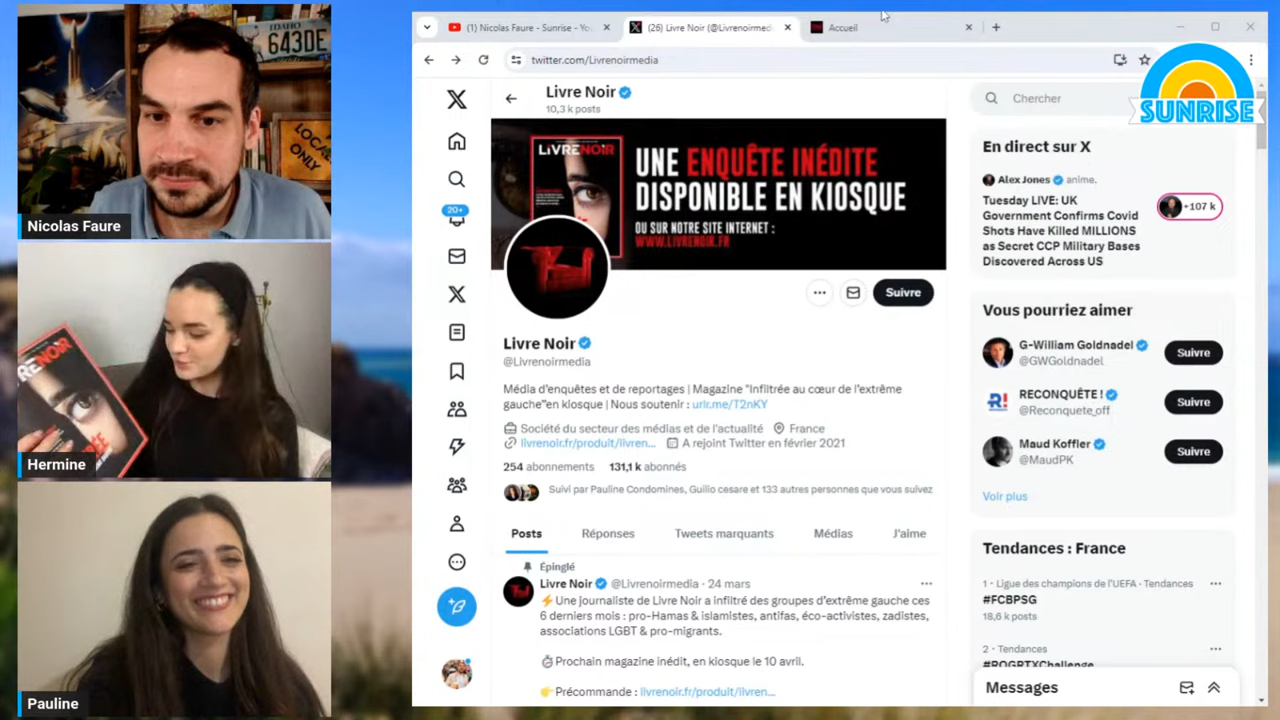 IDAHO
643DE
LOCALS
ONLY
Nicolas Faure
RENOIR
Hermine
Pauline
(1) Nicolas Faure - Sunrise - Yo
(26) Livre Noir (@Livrenoirmed
Accueil
twitter.com/Livrenoirmedia
SUNRISE
Livre Noir
10,3 k posts
LIVRENOIR
UNE ENQUÊTE INÉDITE
DISPONIBLE EN KIOSQUE
OU SUR NOTRE SITE INTERNET :
WWW.LIVRENOIR.FR
20+
Suivre
Livre Noir
@Livrenoirmedia
Média d'enquêtes et de reportages | Magazine "Infiltrée au cœur de l'extrême
gauche"en kiosque | Nous soutenir : urlr.me/T2nKY
Société du secteur des médias et de l'actualité France
livrenoir.fr/produit/livren... A rejoint Twitter en février 2021
254 abonnements 131,1 k abonnés
Suivi par Pauline Condomines, Guilio cesare et 133 autres personnes que vous suivez
Posts Réponses Tweets marquants Médias J'aime
Épinglé
Livre Noir @Livrenoirmedia · 24 mars
⚡Une journaliste de Livre Noir a infiltré des groupes d'extrême gauche ces
6 derniers mois : pro-Hamas & islamistes, antifas, éco-activistes, zadistes,
associations LGBT & pro-migrants.
⏱Prochain magazine inédit, en kiosque le 10 avril.
👉Précommande : livrenoir.fr/produit/livren...
Chercher
En direct sur X
Alex Jones anime.
Tuesday LIVE: UK
Government Confirms Covid
Shots Have Killed MILLIONS
as Secret CCP Military Bases
Discovered Across US
+107 k
Vous pourriez aimer
G-William Goldnadel
@GWGoldnadel
Suivre
RECONQUÊTE !
@Reconquete_off
Suivre
Maud Koffler
@MaudPK
Suivre
Voir plus
Tendances : France
1 · Ligue des champions de l'UEFA · Tendances
#FCBPSG
18,6 k posts
2 · Tendances
#ROGRTXChallenge
Messages